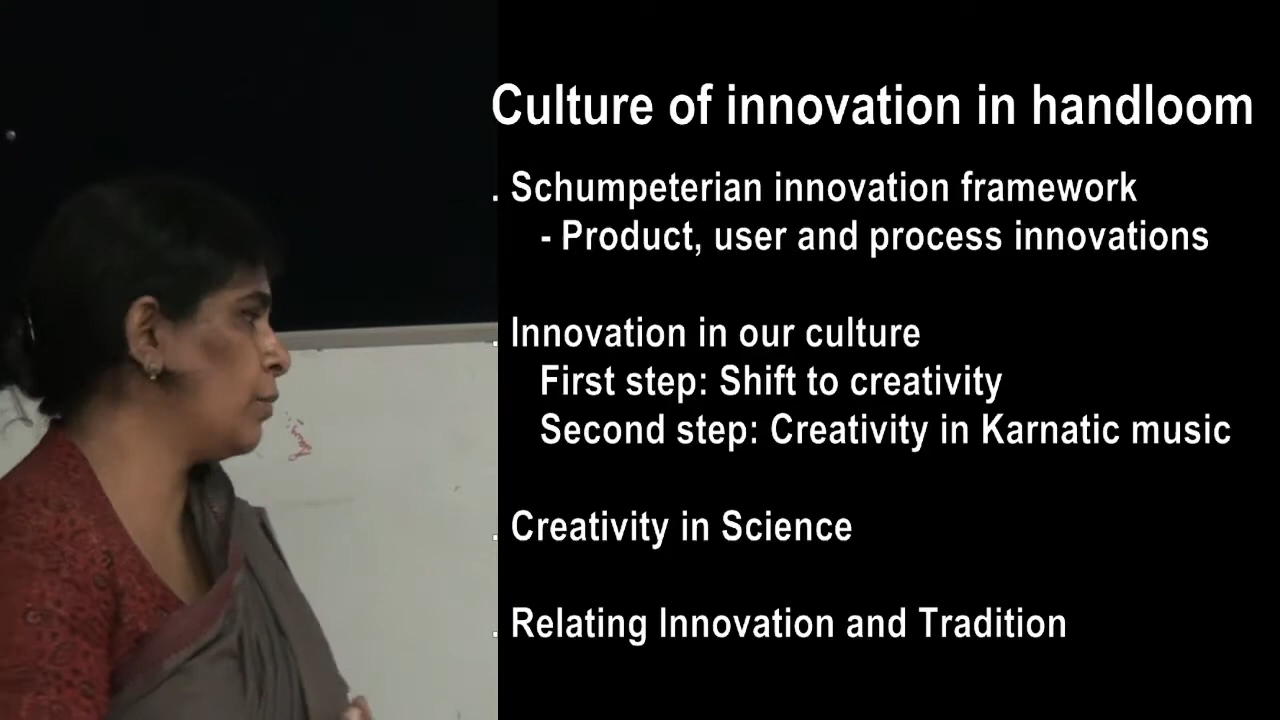 Culture of innovation in handloom
. Schumpeterian innovation framework
- Product, user and process innovations
. Innovation in our culture
First step: Shift to creativity
Second step: Creativity in Karnatic music
. Creativity in Science
. Relating Innovation and Tradition